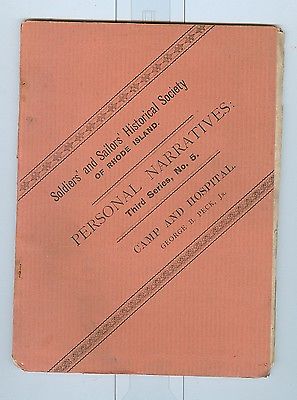 Soldiers' and Sailors' Historical Society
OF RHODE ISLAND.
PERSONAL NARRATIVES:
Third Series, No. 5.
CAMP AND HOSPITAL.
GEORGE B. PECK, Jr.